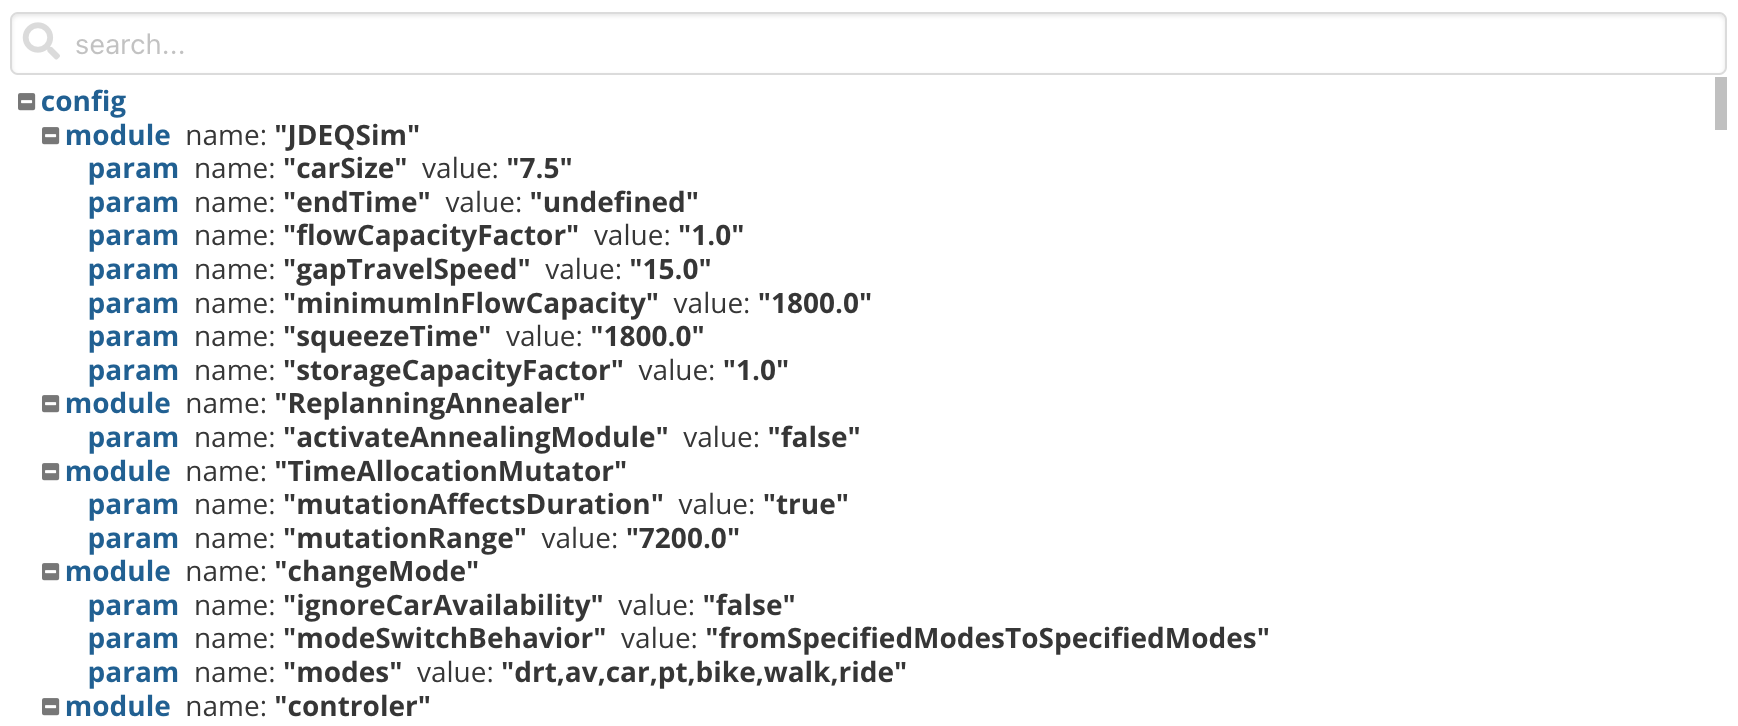 search...
config
module name: "JDEQSim"
param name: "carSize" value: "7.5"
param name: "endTime" value: "undefined"
param name: "flowCapacityFactor" value: "1.0"
param name: "gapTravelSpeed" value: "15.0"
param name: "minimumInFlowCapacity" value: "1800.0"
param name: "squeezeTime" value: "1800.0"
param name: "storageCapacityFactor" value: "1.0"
module name: "ReplanningAnnealer"
param name: "activateAnnealingModule" value: "false"
module name: "TimeAllocationMutator"
param name: "mutationAffectsDuration" value: "true"
param name: "mutationRange" value: "7200.0"
module name: "changeMode"
param name: "ignoreCarAvailability" value: "false"
param name: "modeSwitchBehavior" value: "fromSpecifiedModesToSpecifiedModes"
param name: "modes" value: "drt,av,car,pt,bike,walk,ride"
module name: "controler"